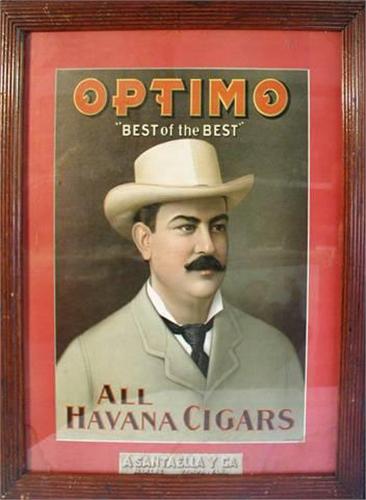 OPTIMO
"BEST of the BEST"
ALL
HAVANA CIGARS
A SANTAELLA Y CA